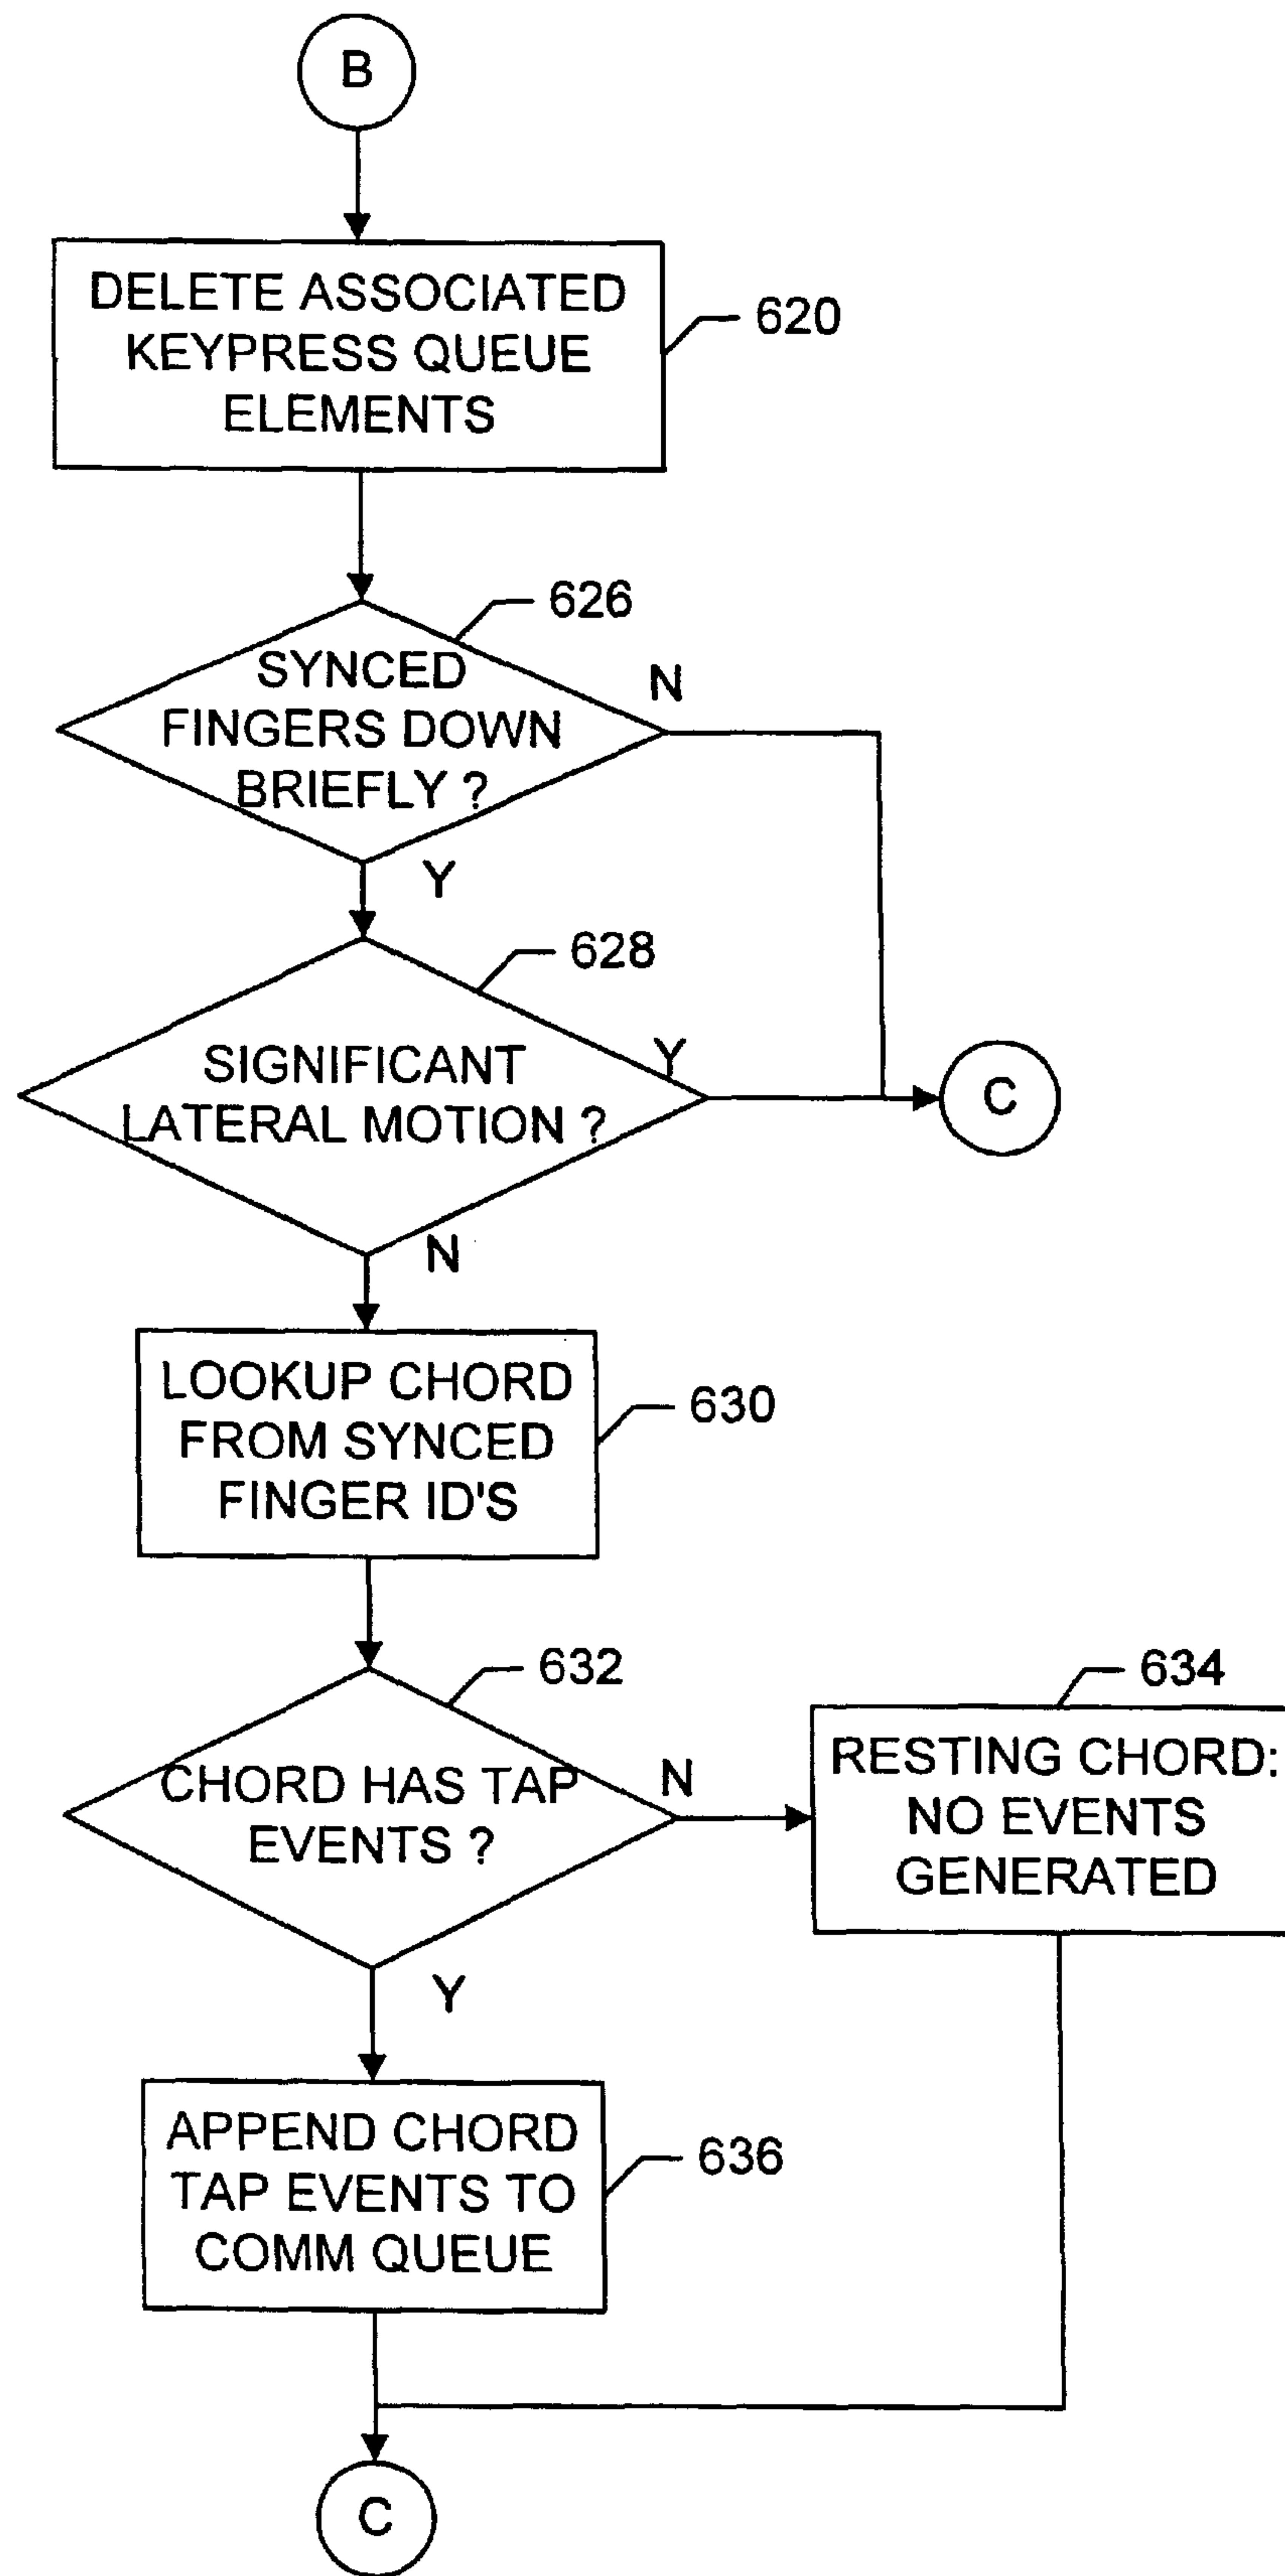 B
DELETE ASSOCIATED
KEYPRESS QUEUE
ELEMENTS
620
626
SYNCED
FINGERS DOWN
BRIEFLY ?
N
Y
628
SIGNIFICANT
LATERAL MOTION ?
Y
C
N
LOOKUP CHORD
FROM SYNCED
FINGER ID'S
630
632
CHORD HAS TAP
EVENTS ?
N
634
RESTING CHORD:
NO EVENTS
GENERATED
Y
APPEND CHORD
TAP EVENTS TO
COMM QUEUE
636
C